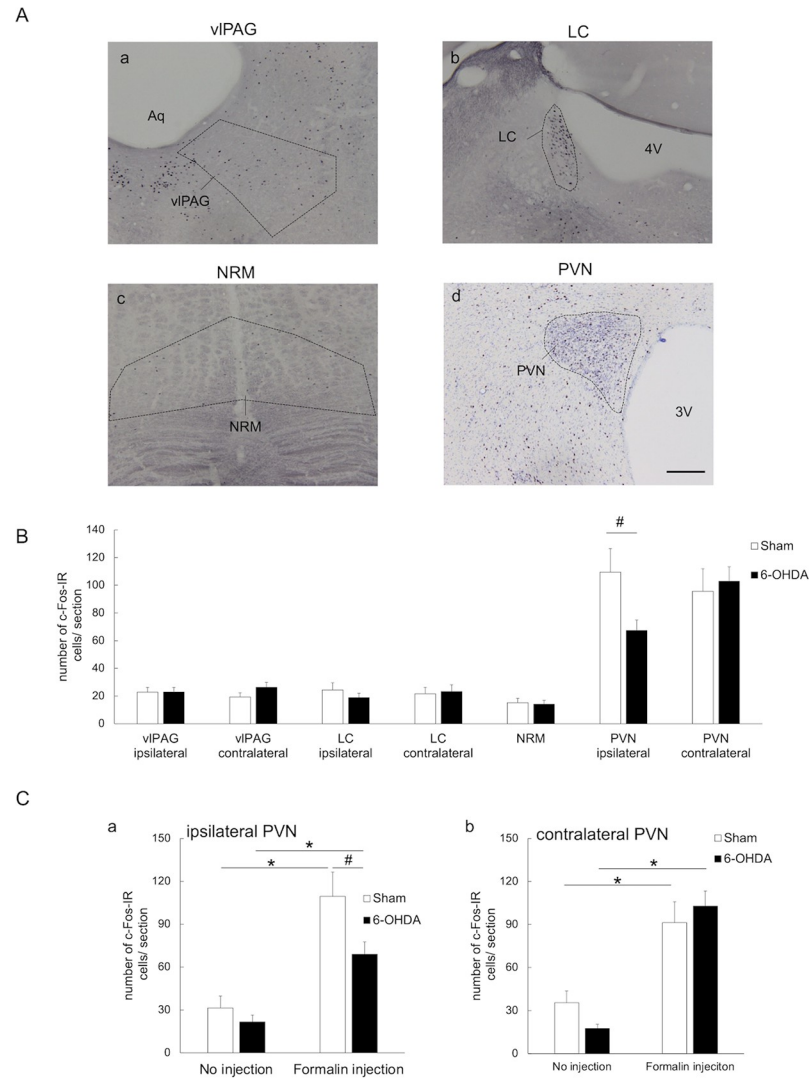 A
vlPAG
LC
a
b
Aq
LC
4V
vlPAG
NRM
PVN
c
d
PVN
3V
NRM
B
number of c-Fos-IR
cells/ section
140
120
100
80
60
40
20
0
#
Sham
6-OHDA
vlPAG
ipsilateral
vlPAG
contralateral
LC
ipsilateral
LC
contralateral
NRM
PVN
ipsilateral
PVN
contralateral
C
a
ipsilateral PVN
number of c-Fos-IR
cells/ section
150
120
90
60
30
0
*
*
#
Sham
6-OHDA
No injection
Formalin injection
b
contralateral PVN
number of c-Fos-IR
cells/ section
150
120
90
60
30
0
*
*
Sham
6-OHDA
No injection
Formalin injeciton